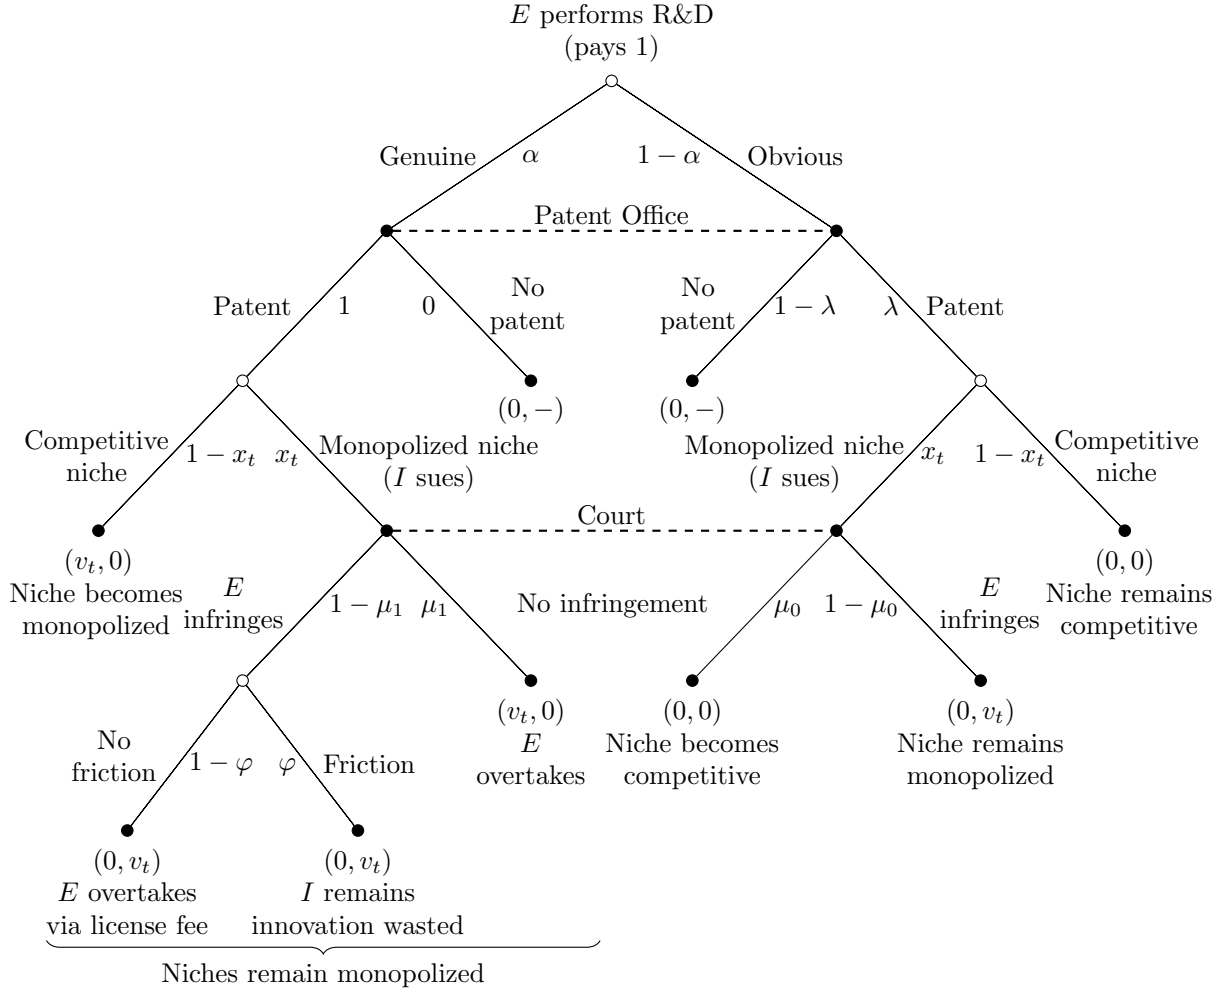 E performs R&D
(pays 1)
Genuine α 1 − α Obvious
Patent Office
Patent 1 0 No patent
No patent 1 − λ λ Patent
(0, −) (0, −)
Competitive niche 1 − x_t x_t Monopolized niche (I sues)
Monopolized niche (I sues) x_t 1 − x_t Competitive niche
Court
(v_t, 0)
Niche becomes
monopolized
E
infringes
1 − μ_1 μ_1 No infringement μ_0 1 − μ_0
E
infringes
(0, 0)
Niche remains
competitive
No
friction
1 − φ φ Friction
(v_t, 0)
E
overtakes
(0, 0)
Niche becomes
competitive
(0, v_t)
Niche remains
monopolized
(0, v_t)
E overtakes
via license fee
(0, v_t)
I remains
innovation wasted
Niches remain monopolized